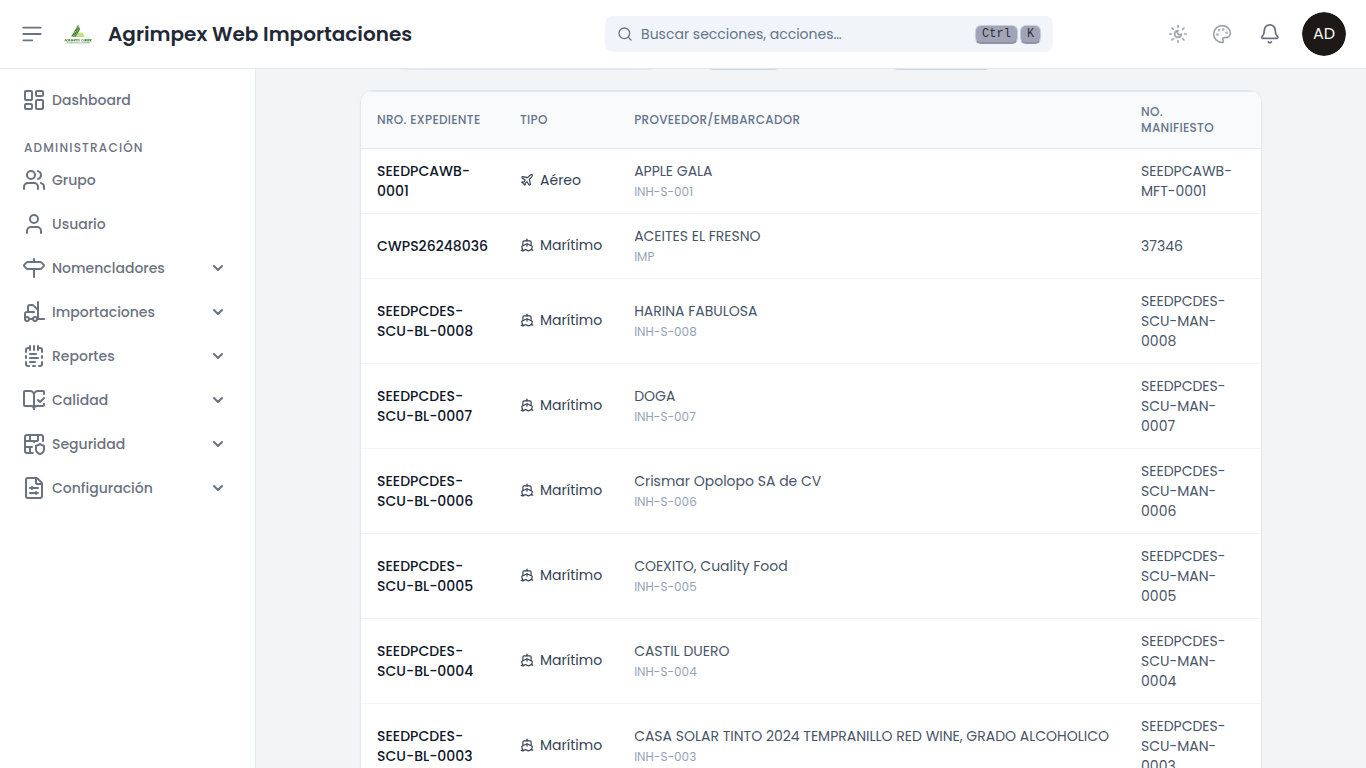 Agrimpex Web Importaciones
Buscar secciones, acciones...
Ctrl K
AD
Dashboard
ADMINISTRACIÓN
Grupo
Usuario
Nomencladores
Importaciones
Reportes
Calidad
Seguridad
Configuración
NRO. EXPEDIENTE TIPO PROVEEDOR/EMBARCADOR NO. MANIFIESTO
SEEDPCAWB-
0001
Aéreo
APPLE GALA
INH-S-001
SEEDPCAWB-
MFT-0001
CWPS26248036
Marítimo
ACEITES EL FRESNO
IMP
37346
SEEDPCDES-
SCU-BL-0008
Marítimo
HARINA FABULOSA
INH-S-008
SEEDPCDES-
SCU-MAN-
0008
SEEDPCDES-
SCU-BL-0007
Marítimo
DOGA
INH-S-007
SEEDPCDES-
SCU-MAN-
0007
SEEDPCDES-
SCU-BL-0006
Marítimo
Crismar Opolopo SA de CV
INH-S-006
SEEDPCDES-
SCU-MAN-
0006
SEEDPCDES-
SCU-BL-0005
Marítimo
COEXITO, Cuality Food
INH-S-005
SEEDPCDES-
SCU-MAN-
0005
SEEDPCDES-
SCU-BL-0004
Marítimo
CASTIL DUERO
INH-S-004
SEEDPCDES-
SCU-MAN-
0004
SEEDPCDES-
SCU-BL-0003
Marítimo
CASA SOLAR TINTO 2024 TEMPRANILLO RED WINE, GRADO ALCOHOLICO
INH-S-003
SEEDPCDES-
SCU-MAN-
0003